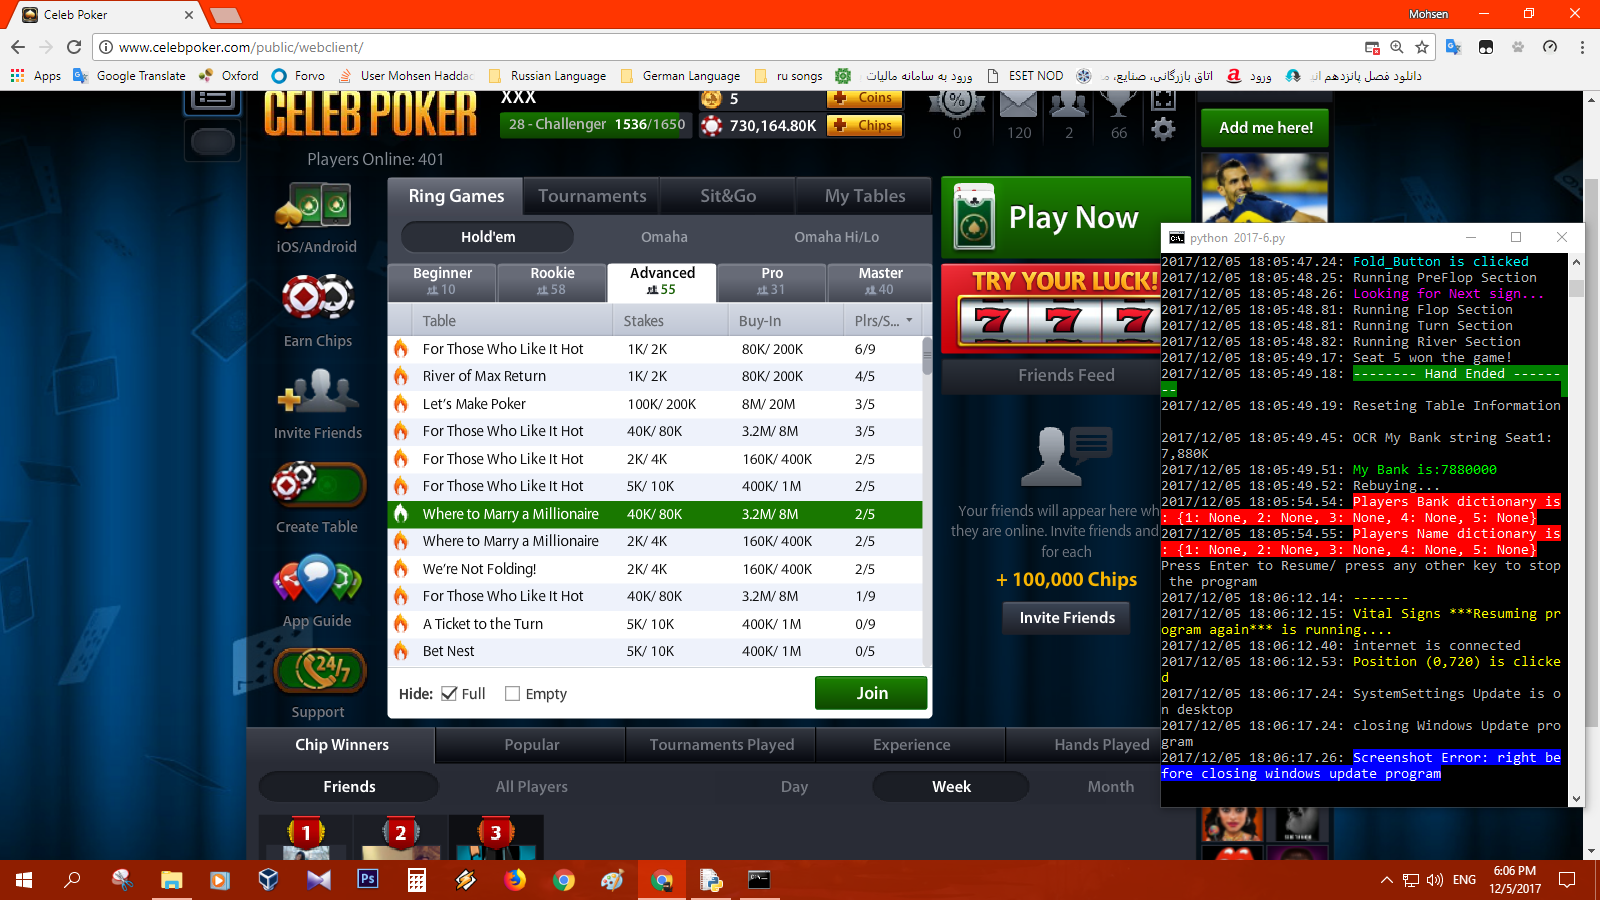 Celeb Poker
Mohsen
www.celebpoker.com/public/webclient/
Apps
Google Translate
Oxford
Forvo
User Mohsen Haddad
Russian Language
German Language
ru songs
ورود به سامانه مالیات
ESET NOD
اتاق بازرگانی، صنایع، م
ورود
دانلود فصل پانزدهم انی
CELEB POKER
XXX
28 - Challenger 1536/1650
5
+ Coins
730,164.80K
+ Chips
%
0
120
2
66
Players Online: 401
Add me here!
iOS/Android
Earn Chips
Invite Friends
Create Table
App Guide
24/7
Support
Ring Games
Tournaments
Sit&Go
My Tables
Hold'em
Omaha
Omaha Hi/Lo
Beginner
10
Rookie
58
Advanced
55
Pro
31
Master
40
Table Stakes Buy-In Plrs/S...
For Those Who Like It Hot 1K/ 2K 80K/ 200K 6/9
River of Max Return 1K/ 2K 80K/ 200K 4/5
Let's Make Poker 100K/ 200K 8M/ 20M 3/5
For Those Who Like It Hot 40K/ 80K 3.2M/ 8M 3/5
For Those Who Like It Hot 2K/ 4K 160K/ 400K 2/5
For Those Who Like It Hot 5K/ 10K 400K/ 1M 2/5
Where to Marry a Millionaire 40K/ 80K 3.2M/ 8M 2/5
Where to Marry a Millionaire 2K/ 4K 160K/ 400K 2/5
We're Not Folding! 2K/ 4K 160K/ 400K 2/5
For Those Who Like It Hot 40K/ 80K 3.2M/ 8M 1/9
A Ticket to the Turn 5K/ 10K 400K/ 1M 0/9
Bet Nest 5K/ 10K 400K/ 1M 0/5
Hide: Full Empty
Join
Play Now
TRY YOUR LUCK!
7 7 7
Friends Feed
Your friends will appear here wh
they are online. Invite friends and
for each
+ 100,000 Chips
Invite Friends
Chip Winners
Popular
Tournaments Played
Experience
Hands Played
Friends
All Players
Day
Week
Month
1
2
3
python 2017-6.py
2017/12/05 18:05:47.24: Fold_Button is clicked
2017/12/05 18:05:48.25: Running PreFlop Section
2017/12/05 18:05:48.26: Looking for Next sign...
2017/12/05 18:05:48.81: Running Flop Section
2017/12/05 18:05:48.81: Running Turn Section
2017/12/05 18:05:48.82: Running River Section
2017/12/05 18:05:49.17: Seat 5 won the game!
2017/12/05 18:05:49.18: -------- Hand Ended ------
--
2017/12/05 18:05:49.19: Reseting Table Information
2017/12/05 18:05:49.45: OCR My Bank string Seat1:
7,880K
2017/12/05 18:05:49.51: My Bank is:7880000
2017/12/05 18:05:49.52: Rebuying...
2017/12/05 18:05:54.54: Players Bank dictionary is
: {1: None, 2: None, 3: None, 4: None, 5: None}
2017/12/05 18:05:54.55: Players Name dictionary is
: {1: None, 2: None, 3: None, 4: None, 5: None}
Press Enter to Resume/ press any other key to stop
the program
2017/12/05 18:06:12.14: -------
2017/12/05 18:06:12.15: Vital Signs ***Resuming pr
ogram again*** is running....
2017/12/05 18:06:12.40: internet is connected
2017/12/05 18:06:12.53: Position (0,720) is clicke
d
2017/12/05 18:06:17.24: SystemSettings Update is o
n desktop
2017/12/05 18:06:17.24: closing Windows Update pro
gram
2017/12/05 18:06:17.26: Screenshot Error: right be
fore closing windows update program
Ps
ENG
6:06 PM
12/5/2017